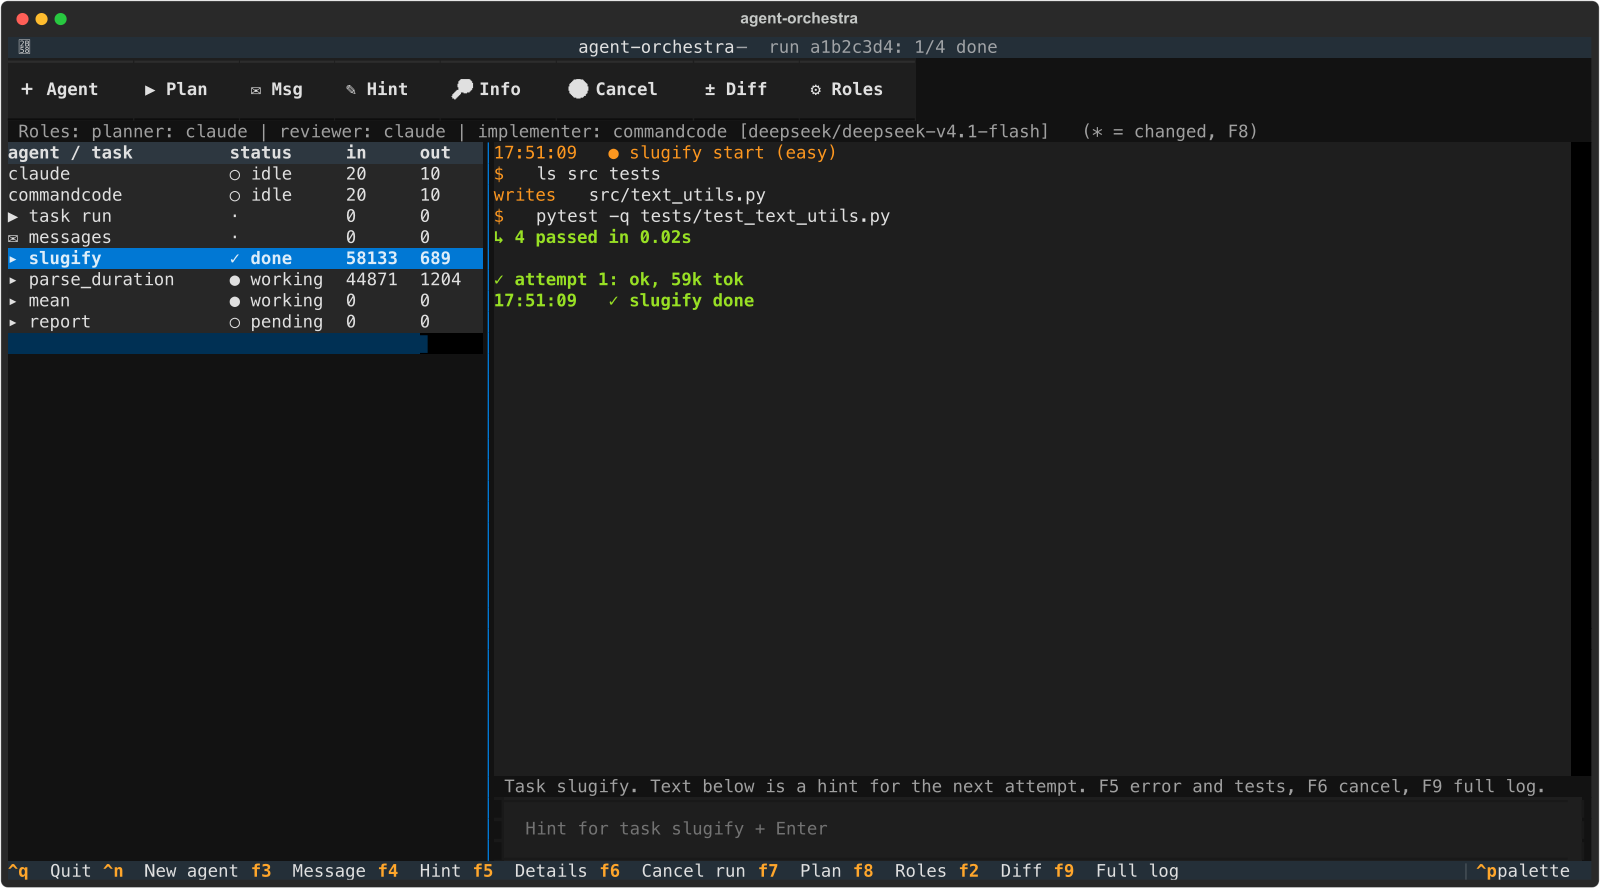 agent-orchestra
agent-orchestra— run a1b2c3d4: 1/4 done
+ Agent ▶ Plan ✉ Msg ✎ Hint 🔎 Info ⬤ Cancel ± Diff ⚙ Roles
Roles: planner: claude | reviewer: claude | implementer: commandcode [deepseek/deepseek-v4.1-flash] (* = changed, F8)
agent / task status in out
claude ○ idle 20 10
commandcode ○ idle 20 10
▶ task run · 0 0
✉ messages · 0 0
▸ slugify ✓ done 58133 689
▸ parse_duration ● working 44871 1204
▸ mean ● working 0 0
▸ report ○ pending 0 0
17:51:09 ● slugify start (easy)
$ ls src tests
writes src/text_utils.py
$ pytest -q tests/test_text_utils.py
↳ 4 passed in 0.02s
✓ attempt 1: ok, 59k tok
17:51:09 ✓ slugify done
Task slugify. Text below is a hint for the next attempt. F5 error and tests, F6 cancel, F9 full log.
Hint for task slugify + Enter
^q Quit ^n New agent f3 Message f4 Hint f5 Details f6 Cancel run f7 Plan f8 Roles f2 Diff f9 Full log ^ppalette